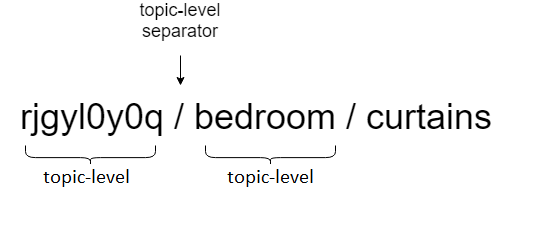 topic-level
separator
rjgyl0y0q / bedroom / curtains
topic-level
topic-level